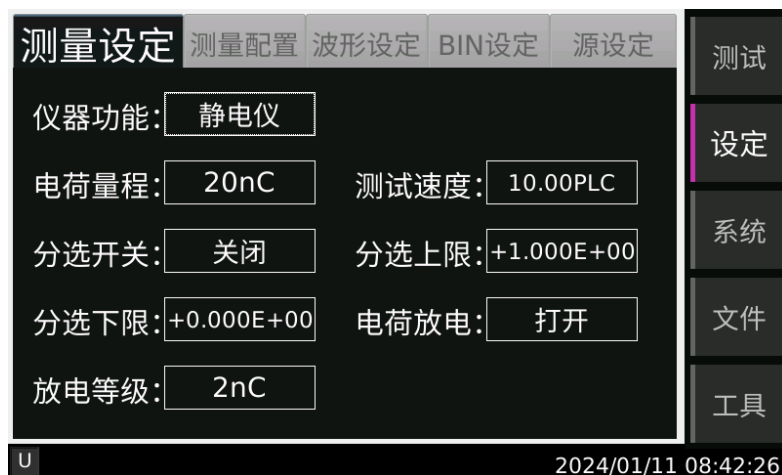 测量设定 测量配置 波形设定 BIN设定 源设定
测试
仪器功能: 静电仪
设定
电荷量程: 20nC 测试速度: 10.00PLC
系统
分选开关: 关闭 分选上限: +1.000E+00
分选下限: +0.000E+00 电荷放电: 打开
文件
放电等级: 2nC
工具
U 2024/01/11 08:42:26